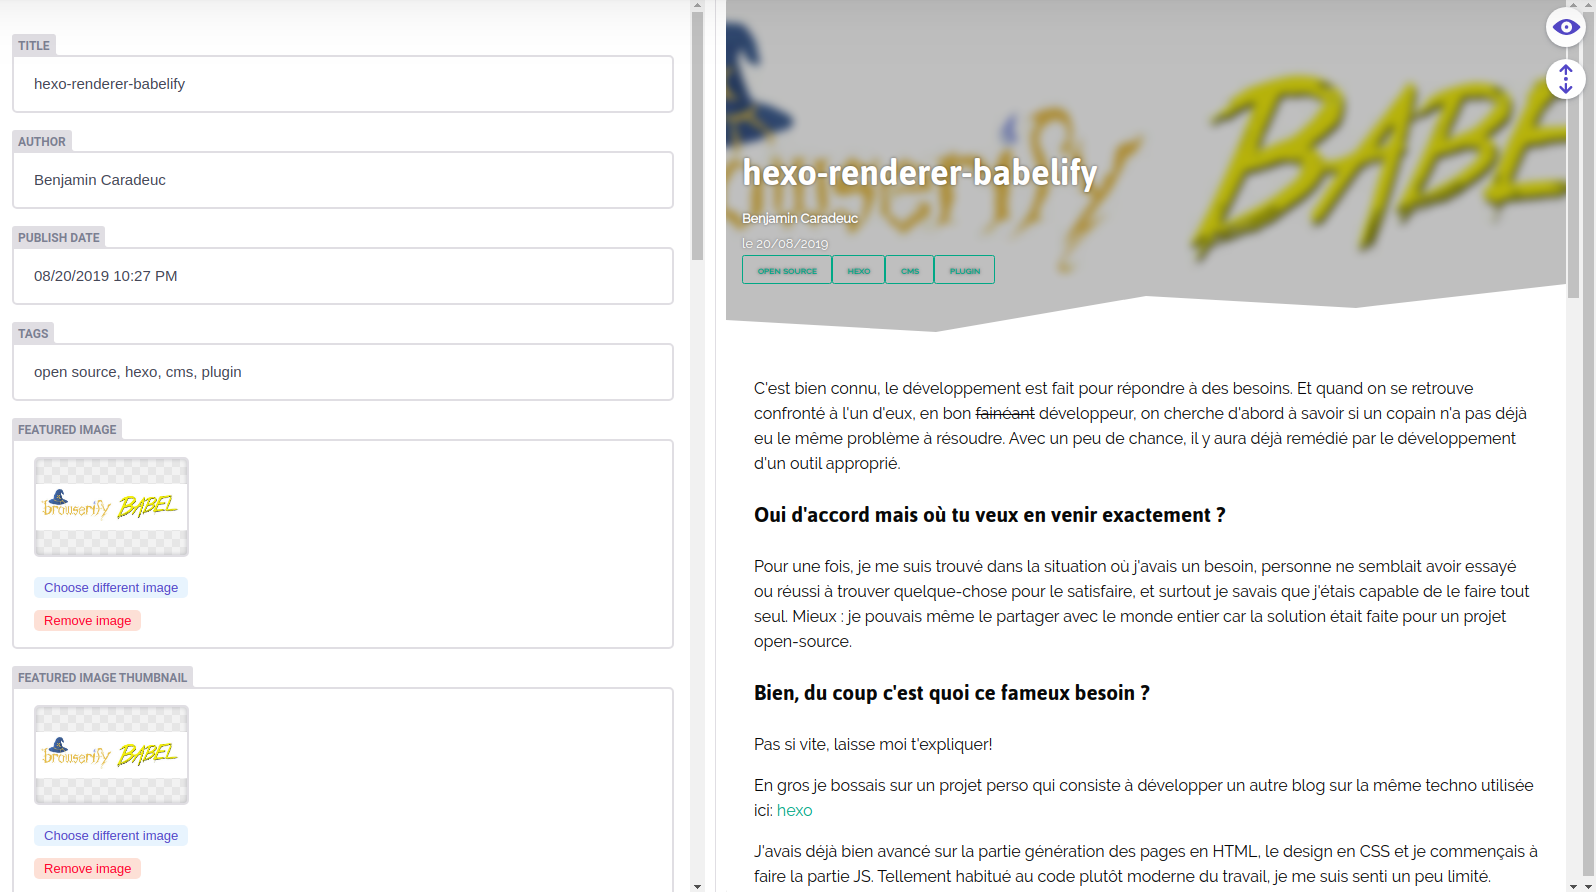 TITLE
hexo-renderer-babelify
AUTHOR
Benjamin Caradeuc
PUBLISH DATE
08/20/2019 10:27 PM
TAGS
open source, hexo, cms, plugin
FEATURED IMAGE
browserify BABEL
Choose different image
Remove image
FEATURED IMAGE THUMBNAIL
browserify BABEL
Choose different image
Remove image
browserify BABE
hexo-renderer-babelify
Benjamin Caradeuc
le 20/08/2019
OPEN SOURCE HEXO CMS PLUGIN
C'est bien connu, le développement est fait pour répondre à des besoins. Et quand on se retrouve
confronté à l'un d'eux, en bon fainéant développeur, on cherche d'abord à savoir si un copain n'a pas déjà
eu le même problème à résoudre. Avec un peu de chance, il y aura déjà remédié par le développement
d'un outil approprié.
Oui d'accord mais où tu veux en venir exactement ?
Pour une fois, je me suis trouvé dans la situation où j'avais un besoin, personne ne semblait avoir essayé
ou réussi à trouver quelque-chose pour le satisfaire, et surtout je savais que j'étais capable de le faire tout
seul. Mieux : je pouvais même le partager avec le monde entier car la solution était faite pour un projet
open-source.
Bien, du coup c'est quoi ce fameux besoin ?
Pas si vite, laisse moi t'expliquer!
En gros je bossais sur un projet perso qui consiste à développer un autre blog sur la même techno utilisée
ici: hexo
J'avais déjà bien avancé sur la partie génération des pages en HTML, le design en CSS et je commençais à
faire la partie JS. Tellement habitué au code plutôt moderne du travail, je me suis senti un peu limité.